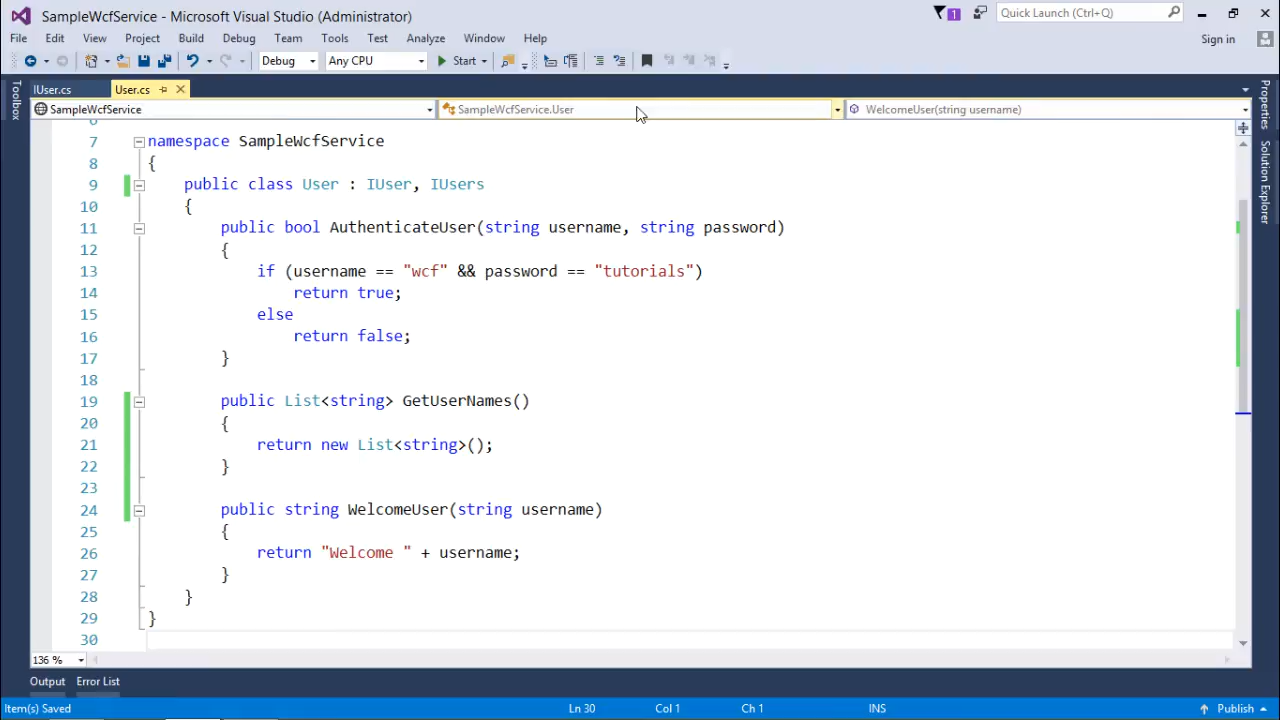 SampleWcfService - Microsoft Visual Studio (Administrator)
1
Quick Launch (Ctrl+Q)
File Edit View Project Build Debug Team Tools Test Analyze Window Help
Sign in
Debug Any CPU Start
IUser.cs User.cs
SampleWcfService SampleWcfService.User WelcomeUser(string username)
Toolbox
Properties
Solution Explorer
7 namespace SampleWcfService
8 {
9 public class User : IUser, IUsers
10 {
11 public bool AuthenticateUser(string username, string password)
12 {
13 if (username == "wcf" && password == "tutorials")
14 return true;
15 else
16 return false;
17 }
18
19 public List<string> GetUserNames()
20 {
21 return new List<string>();
22 }
23
24 public string WelcomeUser(string username)
25 {
26 return "Welcome " + username;
27 }
28 }
29 }
30
136 %
Output Error List
Item(s) Saved Ln 30 Col 1 Ch 1 INS Publish